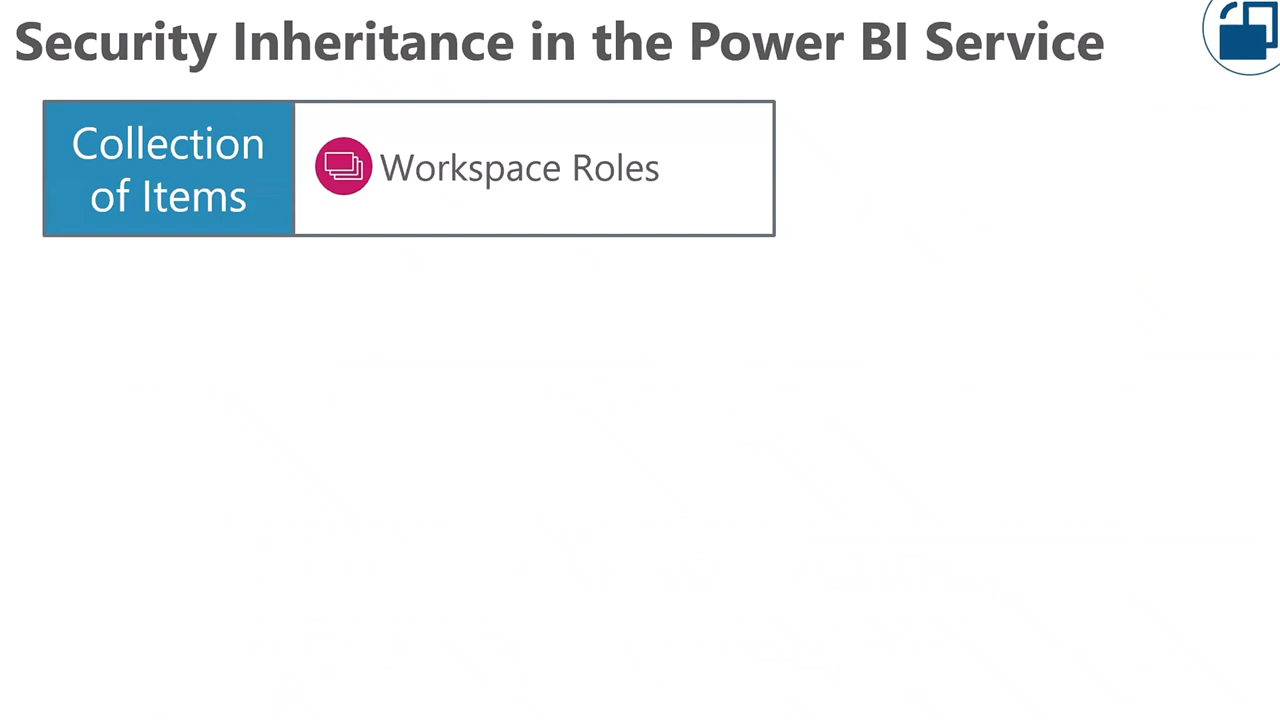 Security Inheritance in the Power BI Service
Collection
of Items
Workspace Roles